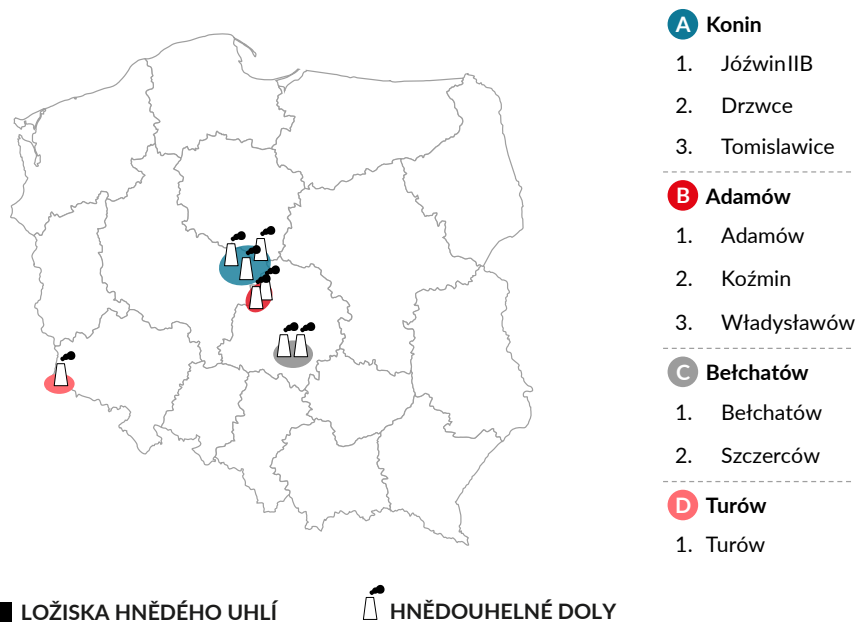 A Konin
1. JóźwinIIB
2. Drzwce
3. Tomislawice
B Adamów
1. Adamów
2. Koźmin
3. Władysławów
C Bełchatów
1. Bełchatów
2. Szczerców
D Turów
1. Turów
LOŽISKA HNĚDÉHO UHLÍ
HNĚDOUHELNÉ DOLY